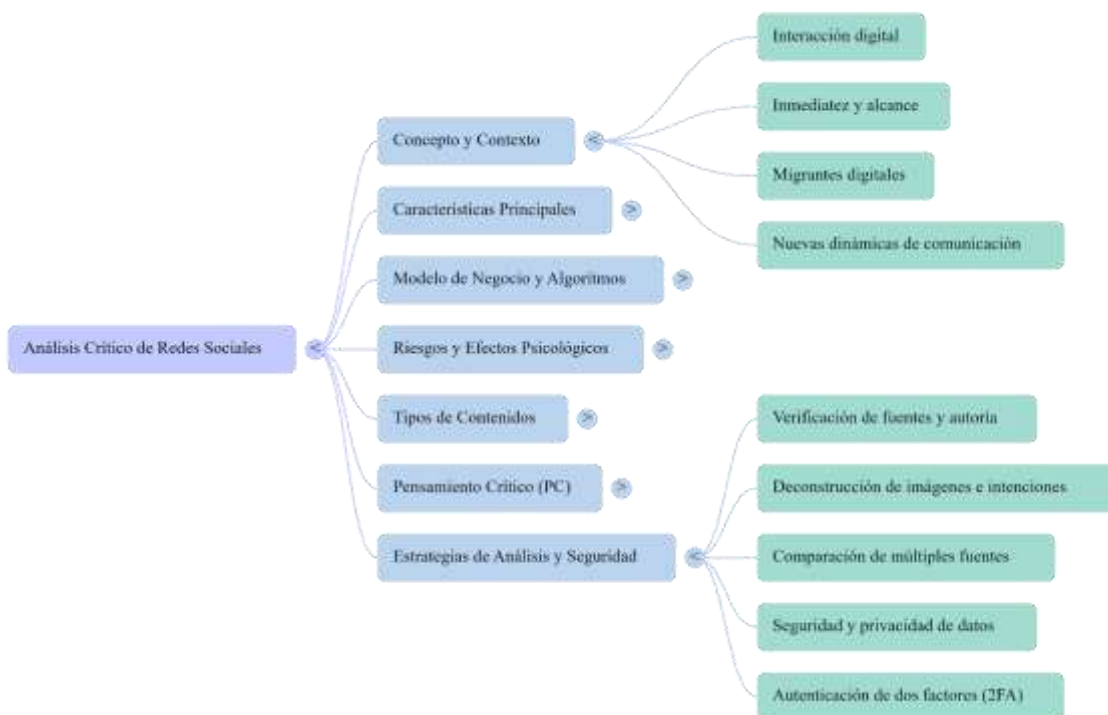 Análisis Crítico de Redes Sociales
Concepto y Contexto
Interacción digital
Inmediatez y alcance
Migrantes digitales
Nuevas dinámicas de comunicación
Características Principales
Modelo de Negocio y Algoritmos
Riesgos y Efectos Psicológicos
Tipos de Contenidos
Pensamiento Crítico (PC)
Estrategias de Análisis y Seguridad
Verificación de fuentes y autoría
Deconstrucción de imágenes e intenciones
Comparación de múltiples fuentes
Seguridad y privacidad de datos
Autenticación de dos factores (2FA)